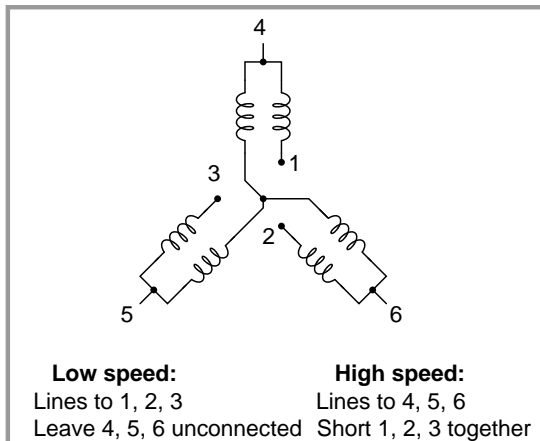 4
1
3
2
5
6
Low speed: High speed:
Lines to 1, 2, 3 Lines to 4, 5, 6
Leave 4, 5, 6 unconnected Short 1, 2, 3 together